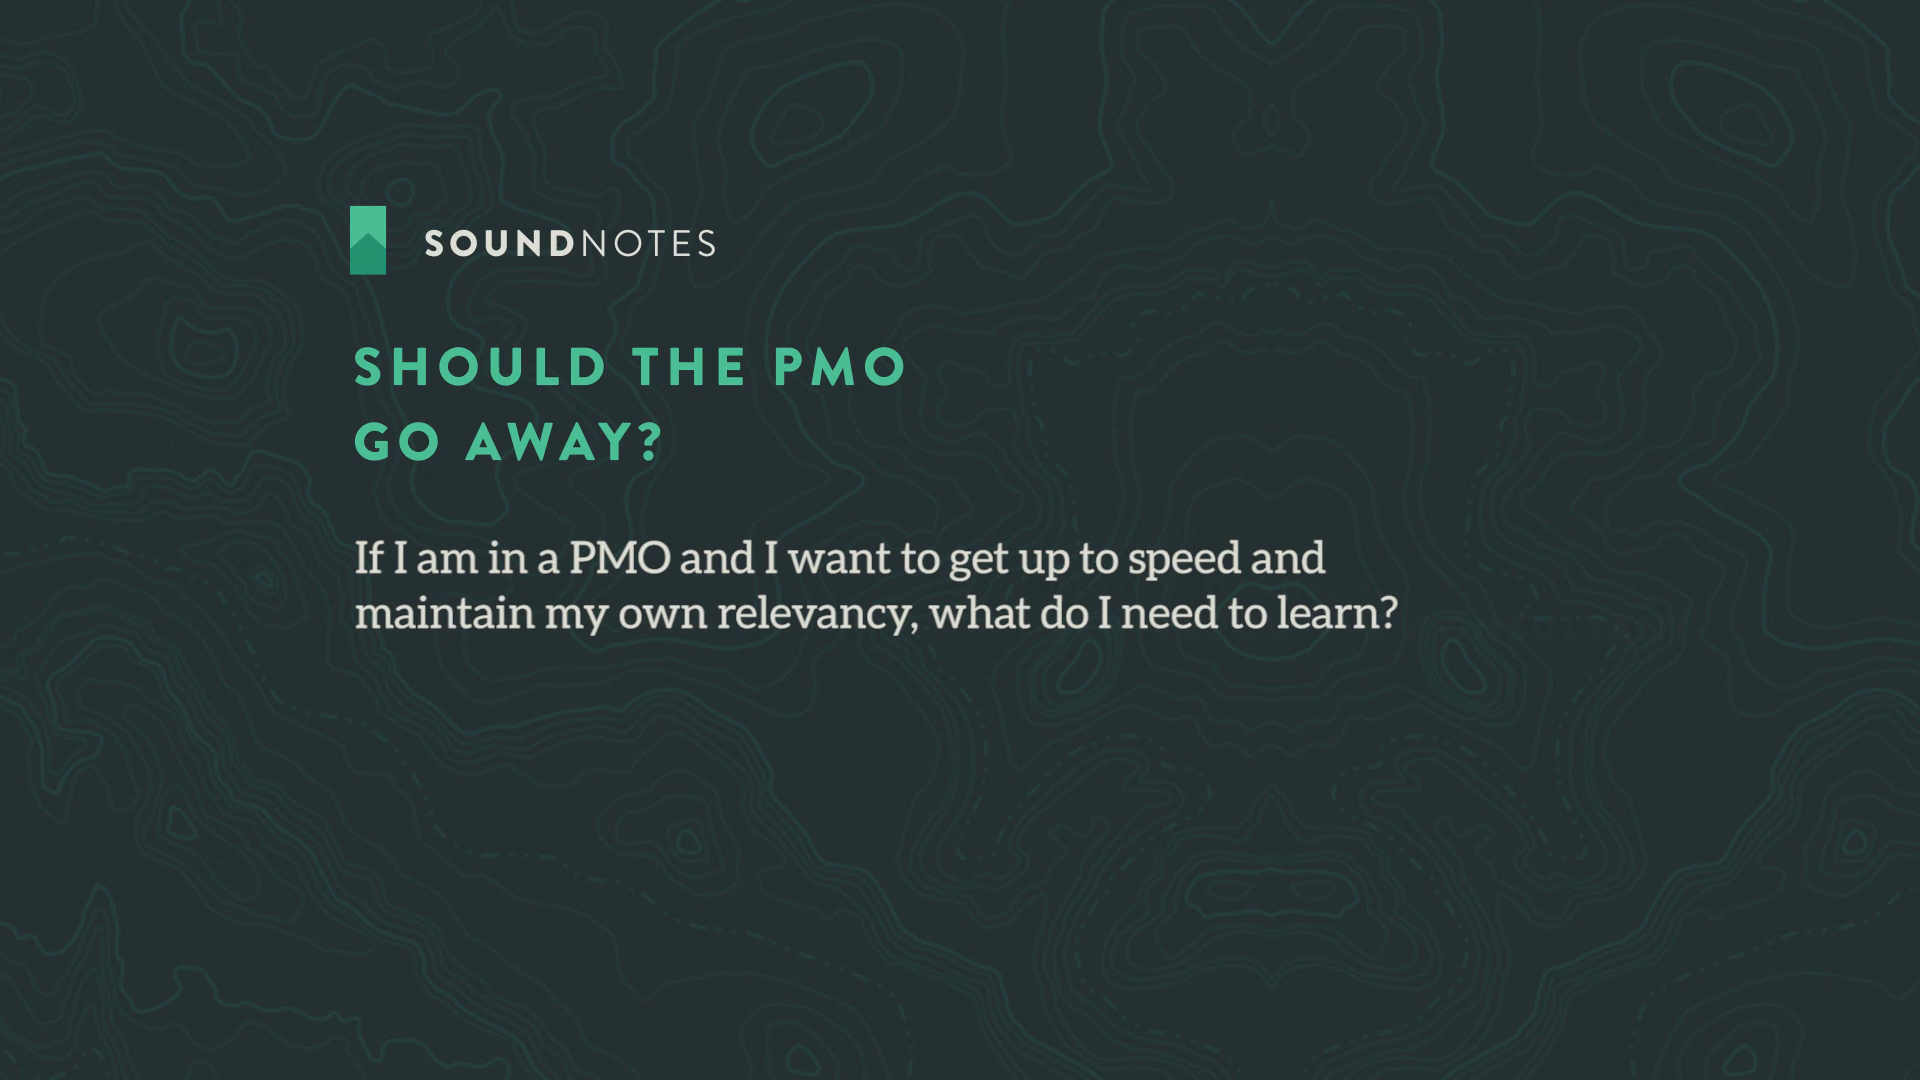 SOUNDNOTES
SHOULD THE PMO
GO AWAY?
If I am in a PMO and I want to get up to speed and
maintain my own relevancy, what do I need to learn?